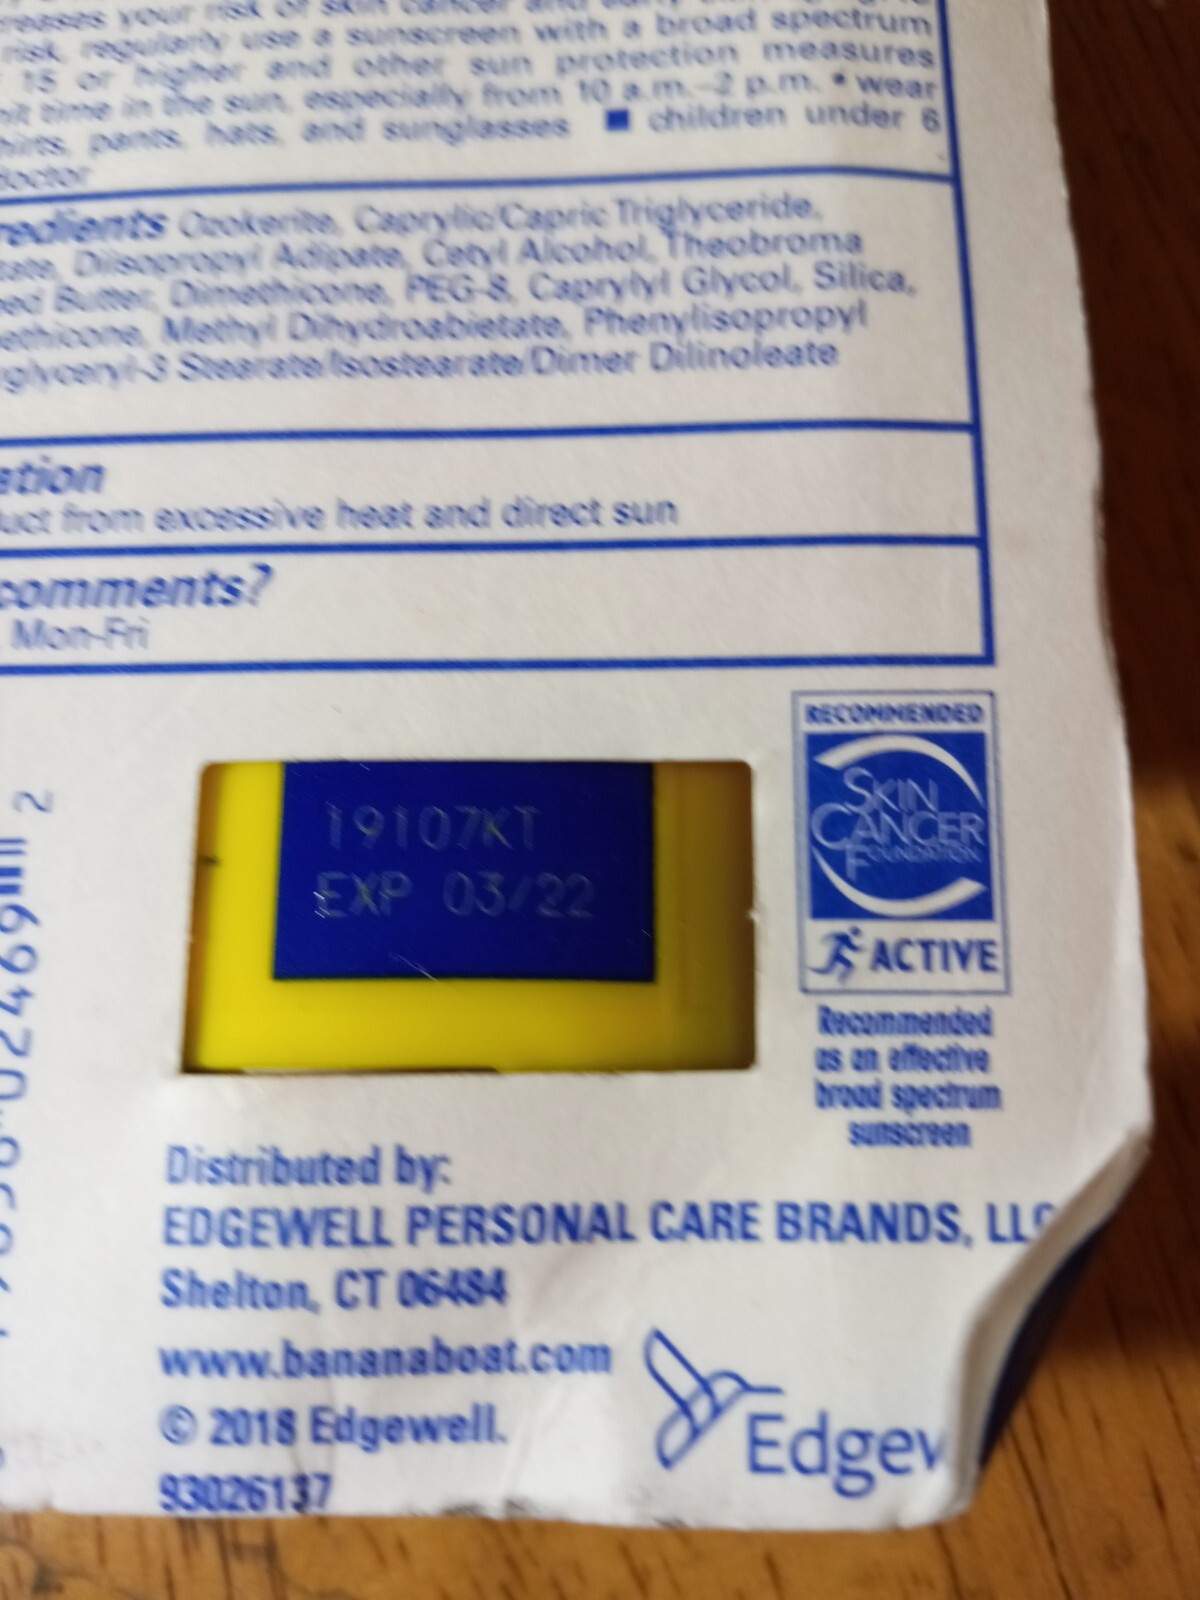 your risk of skin cancer and early
risk, regularly use a sunscreen with a broad spectrum
15 or higher and other sun protection measures
time in the sun, especially from 10 a.m.–2 p.m. • wear
pants, hats, and sunglasses ■ children under 6
doctor
Ozokerite, Caprylic/Capric Triglyceride,
Diisopropyl Adipate, Cetyl Alcohol, Theobroma
Butter, Dimethicone, PEG-8, Caprylyl Glycol, Silica,
Methyl Dihydroabietate, Phenylisopropyl
Stearate/Isostearate/Dimer Dilinoleate
from excessive heat and direct sun
comments?
Mon-Fri
19107KT
EXP 03/22
RECOMMENDED
SKIN
CANCER
FOUNDATION
ACTIVE
Recommended
as an effective
broad spectrum
sunscreen
2
Distributed by:
EDGEWELL PERSONAL CARE BRANDS, LLC
Shelton, CT 06484
www.bananaboat.com
© 2018 Edgewell.
93026137
Edgew